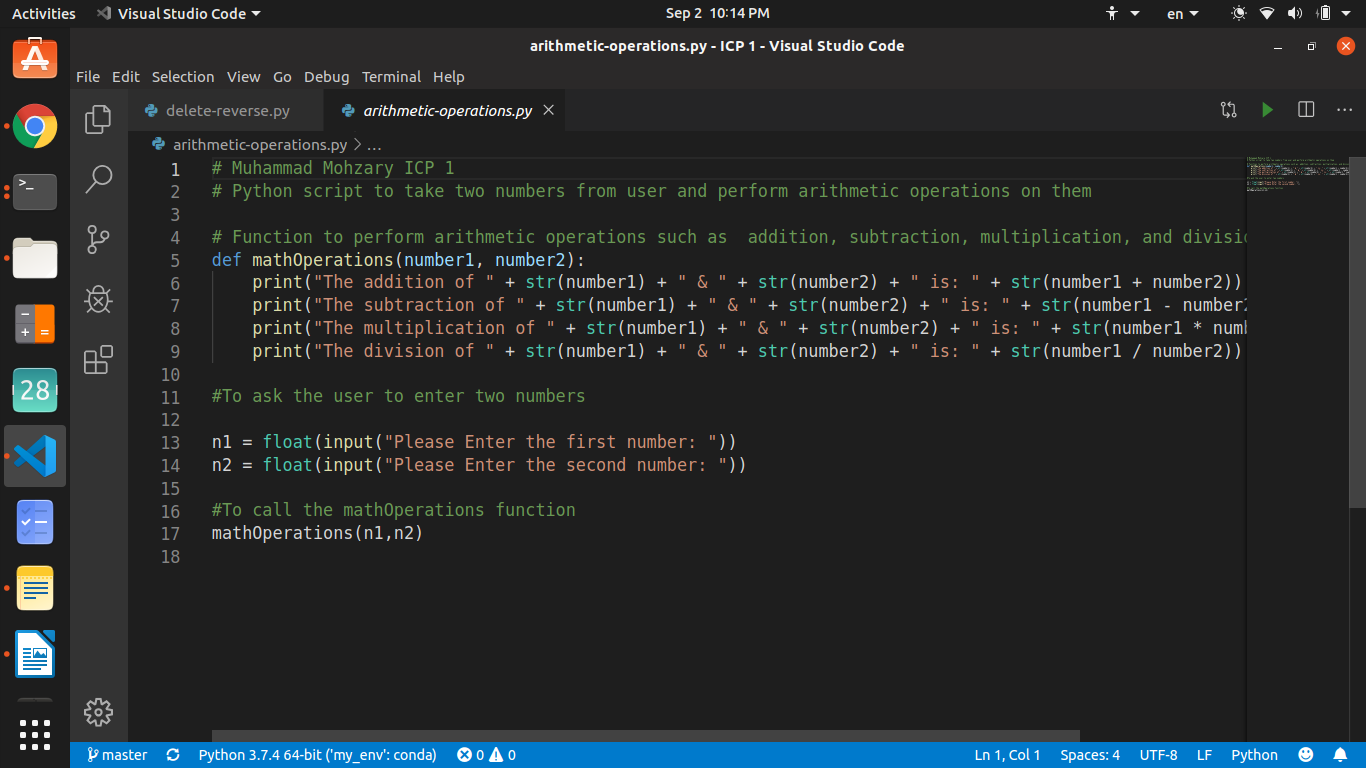 Activities Visual Studio Code Sep 2 10:14 PM en
arithmetic-operations.py - ICP 1 - Visual Studio Code
File Edit Selection View Go Debug Terminal Help
delete-reverse.py arithmetic-operations.py
arithmetic-operations.py > ...
1 # Muhammad Mohzary ICP 1
2 # Python script to take two numbers from user and perform arithmetic operations on them
3
4 # Function to perform arithmetic operations such as  addition, subtraction, multiplication, and divisio
5 def mathOperations(number1, number2):
6     print("The addition of " + str(number1) + " & " + str(number2) + " is: " + str(number1 + number2))
7     print("The subtraction of " + str(number1) + " & " + str(number2) + " is: " + str(number1 - number2
8     print("The multiplication of " + str(number1) + " & " + str(number2) + " is: " + str(number1 * numb
9     print("The division of " + str(number1) + " & " + str(number2) + " is: " + str(number1 / number2))
10
11 #To ask the user to enter two numbers
12
13 n1 = float(input("Please Enter the first number: "))
14 n2 = float(input("Please Enter the second number: "))
15
16 #To call the mathOperations function
17 mathOperations(n1,n2)
18
28
master Python 3.7.4 64-bit ('my_env': conda) 0 0 Ln 1, Col 1 Spaces: 4 UTF-8 LF Python